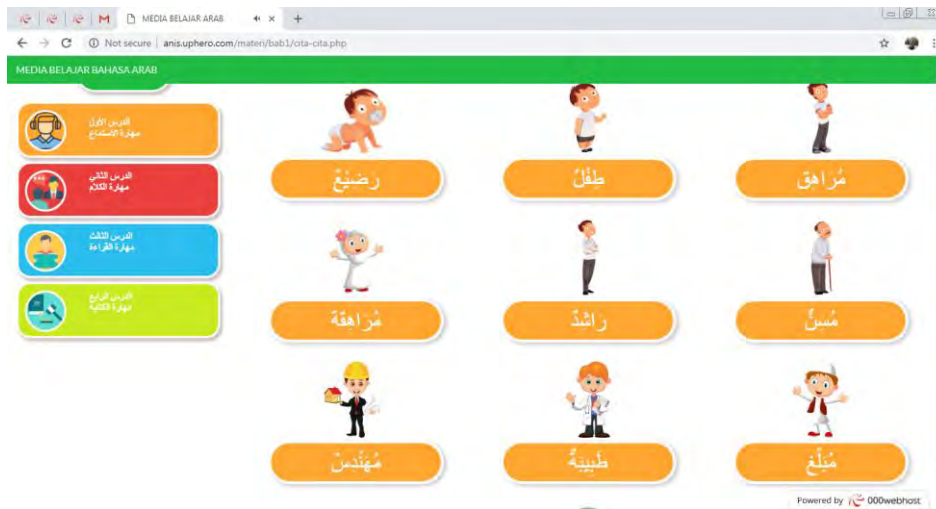 MEDIA BELAJAR ARAB
Not secure | anis.uphero.com/materi/bab1/cita-cita.php
MEDIA BELAJAR BAHASA ARAB
الدرس الأول
مهارة الاستماع
الدرس الثاني
مهارة الكلام
الدرس الثالث
مهارة القراءة
الدرس الرابع
مهارة الكتابة
رَضِيْعٌ
طِفْلٌ
مُرَاهِق
مُرَاهِقَة
رَاشِدٌ
مُسِنٌّ
مُهَنْدِسٌ
طَبِيْبَةٌ
مُبَلِّغ
Powered by 000webhost